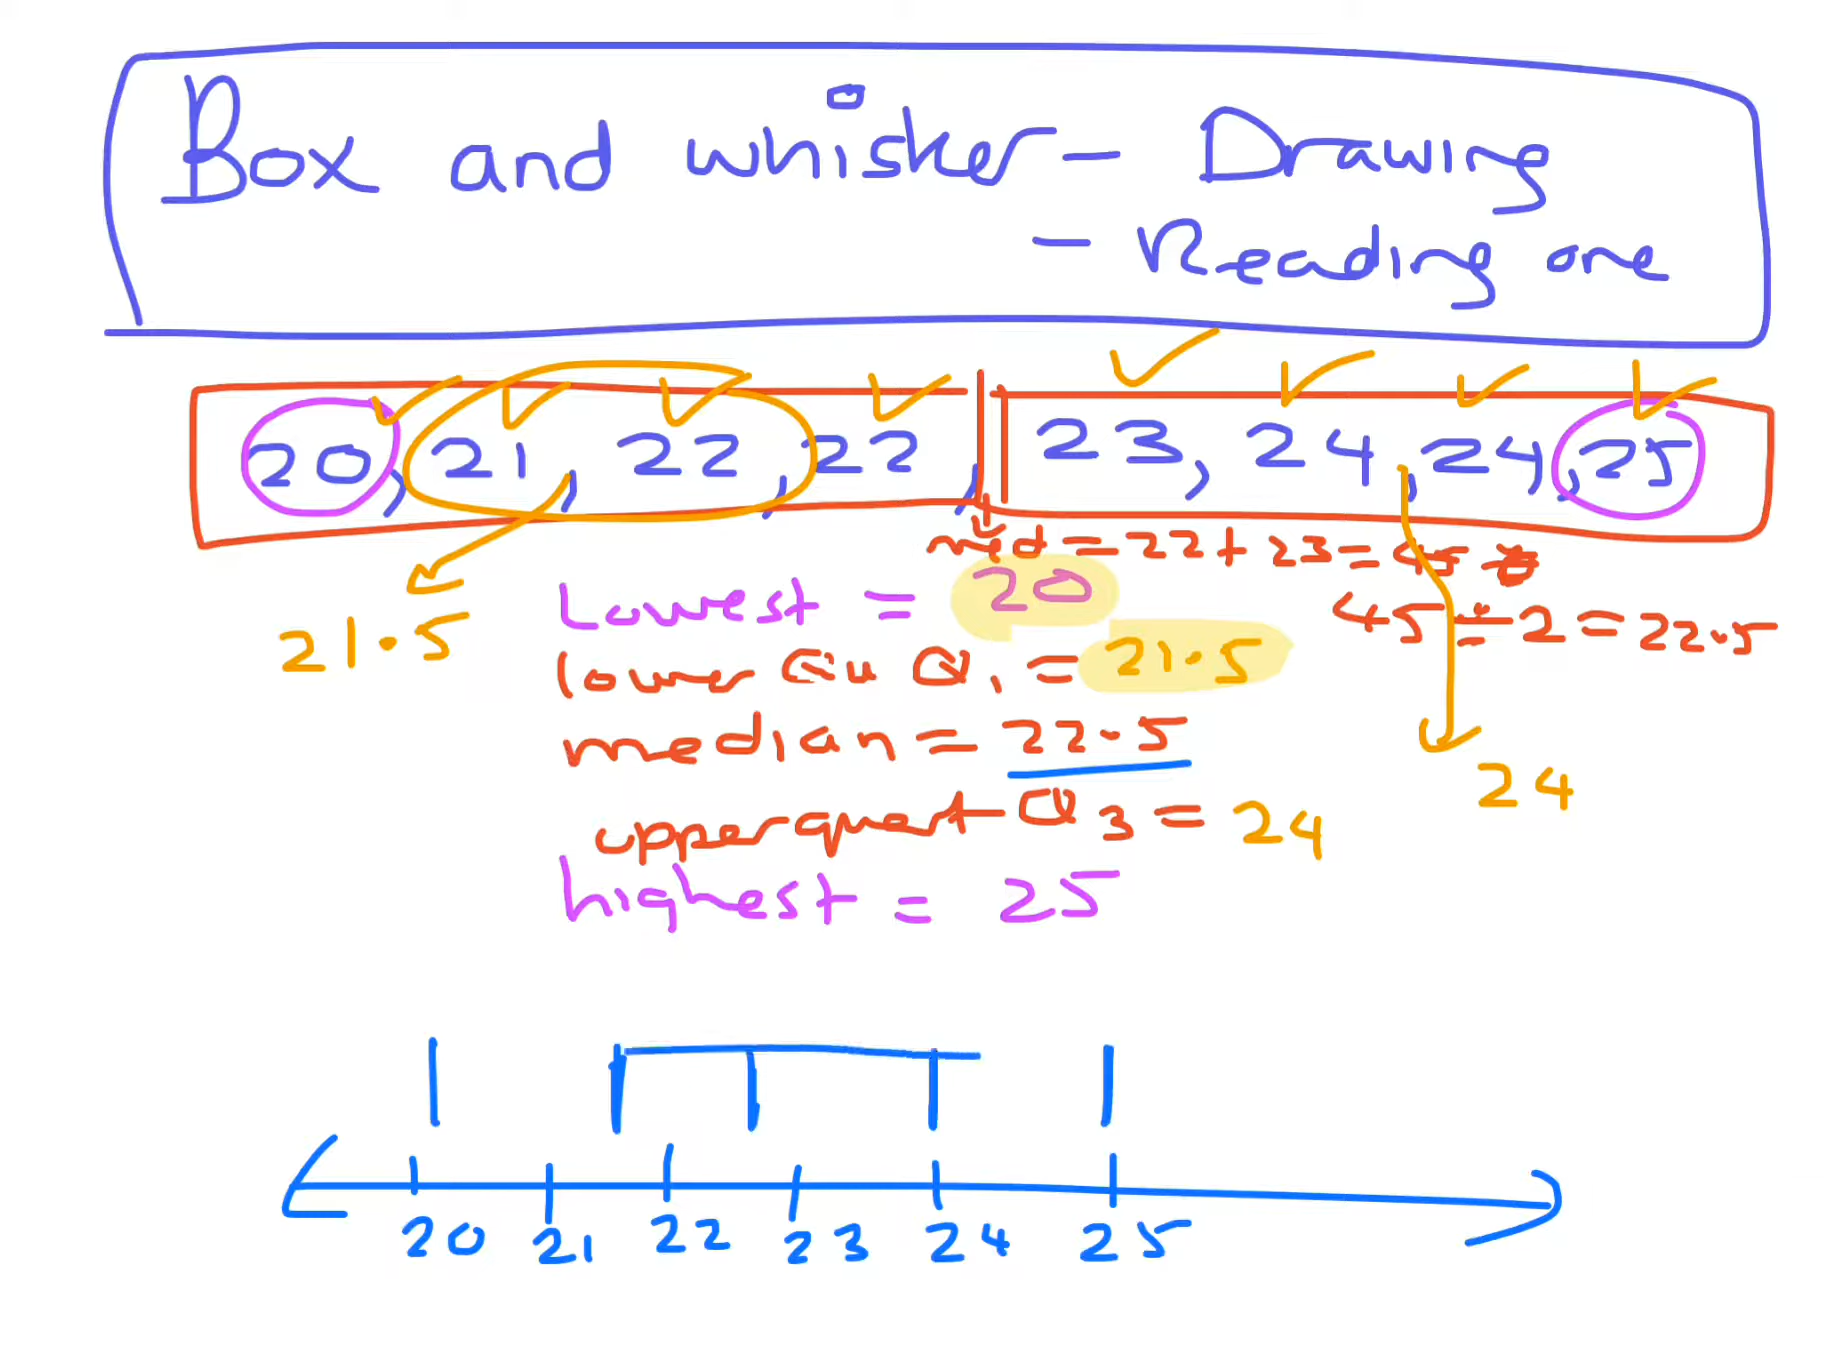 Box and whisker - Drawing
- Reading one
20, 21, 22, 22, 23, 24, 24, 25
med = 22 + 23 = 45
45 ÷ 2 = 22.5
21.5
Lowest = 20
lower Qu Q1 = 21.5
median = 22.5
24
upper quart Q3 = 24
highest = 25
20 21 22 23 24 25